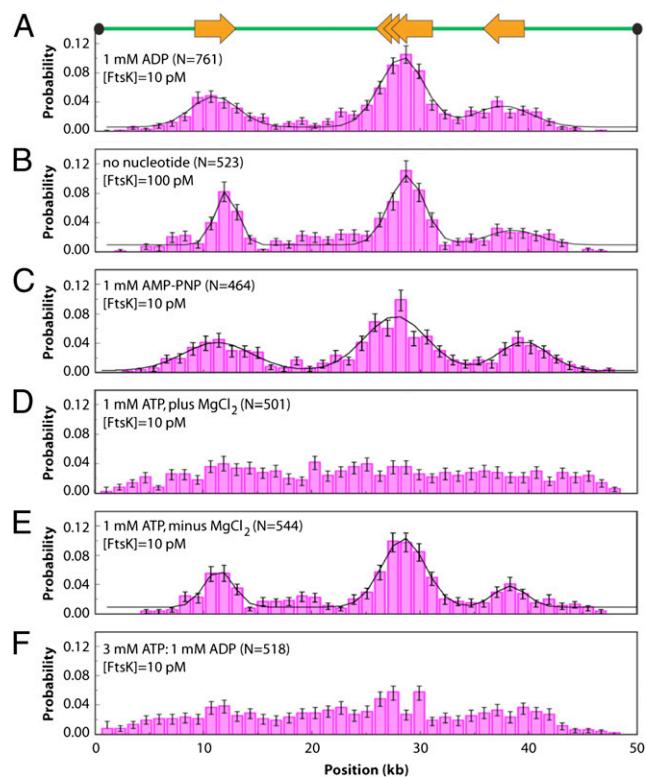 A
Probability
0.12
0.08
0.04
0.00
1 mM ADP (N=761)
[FtsK]=10 pM
B
Probability
0.12
0.08
0.04
0.00
no nucleotide (N=523)
[FtsK]=100 pM
C
Probability
0.12
0.08
0.04
0.00
1 mM AMP-PNP (N=464)
[FtsK]=10 pM
D
Probability
0.12
0.08
0.04
0.00
1 mM ATP, plus MgCl₂ (N=501)
[FtsK]=10 pM
E
Probability
0.12
0.08
0.04
0.00
1 mM ATP, minus MgCl₂ (N=544)
[FtsK]=10 pM
F
Probability
0.12
0.08
0.04
0.00
3 mM ATP: 1 mM ADP (N=518)
[FtsK]=10 pM
0 10 20 30 40 50
Position (kb)